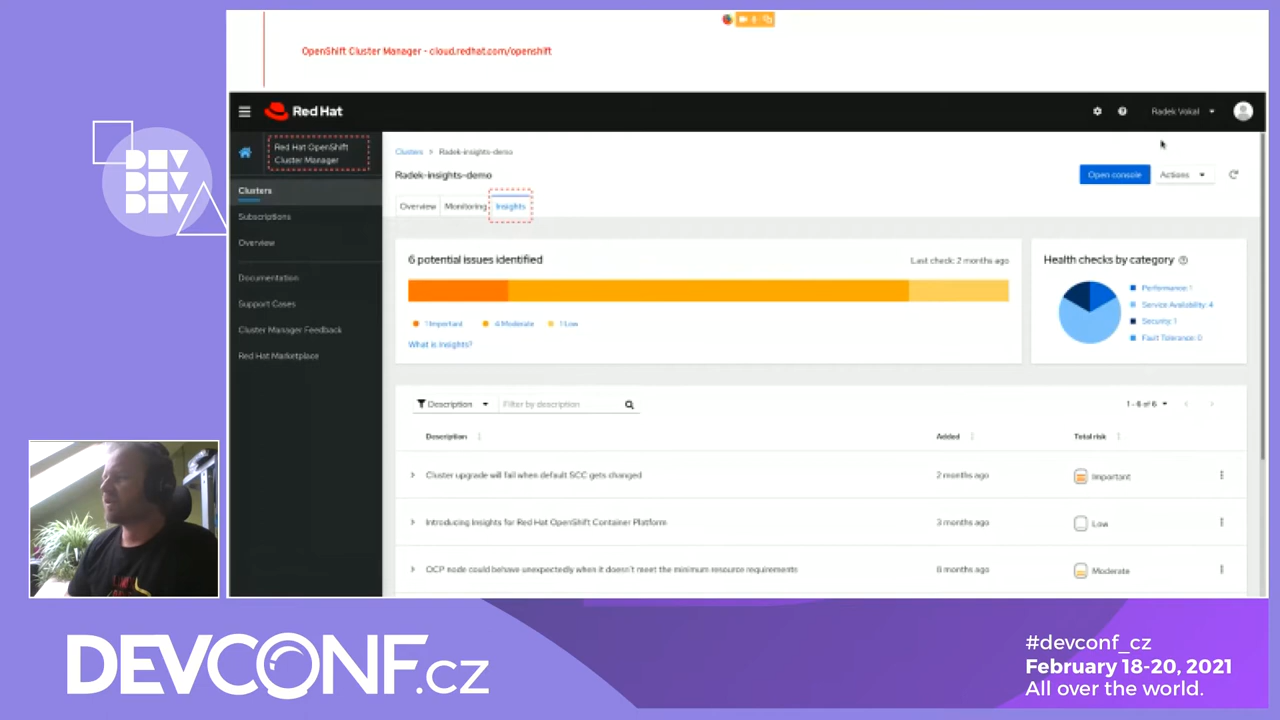 OpenShift Cluster Manager - cloud.redhat.com/openshift
Red Hat
Radek Vokal
Red Hat OpenShift
Cluster Manager
Clusters
Subscriptions
Overview
Documentation
Support Cases
Cluster Manager Feedback
Red Hat Marketplace
Clusters > Radek-insights-demo
Radek-insights-demo
Open console
Actions
Overview
Monitoring
Insights
6 potential issues identified
Last check: 2 months ago
1 Important
4 Moderate
1 Low
What is Insights?
Health checks by category
Performance: 1
Service Availability: 4
Security: 1
Fault Tolerance: 0
Description
Filter by description
1 - 6 of 6
Description
Added
Total risk
Cluster upgrade will fail when default SCC gets changed
2 months ago
Important
Introducing Insights for Red Hat OpenShift Container Platform
3 months ago
Low
OCP node could behave unexpectedly when it doesn't meet the minimum resource requirements
8 months ago
Moderate
DEV
DEV
DEV
DEVCONF.cz
#devconf_cz
February 18-20, 2021
All over the world.